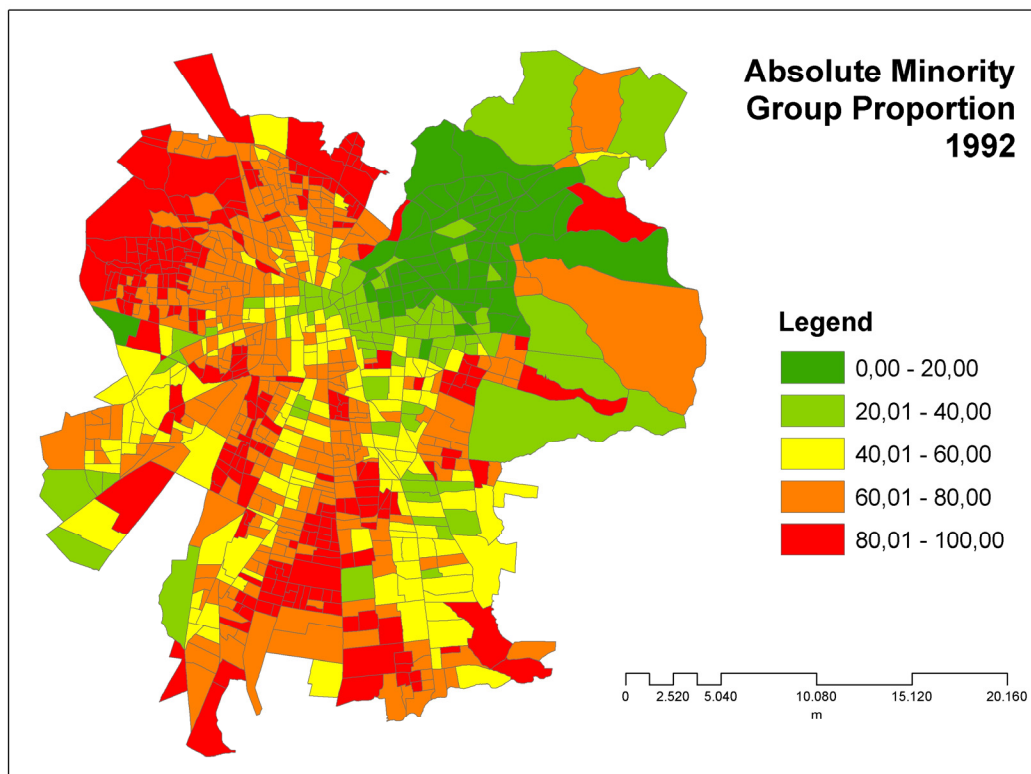 Absolute Minority
Group Proportion
1992
Legend
0,00 - 20,00
20,01 - 40,00
40,01 - 60,00
60,01 - 80,00
80,01 - 100,00
0 2.520 5.040 10.080 15.120 20.160
m